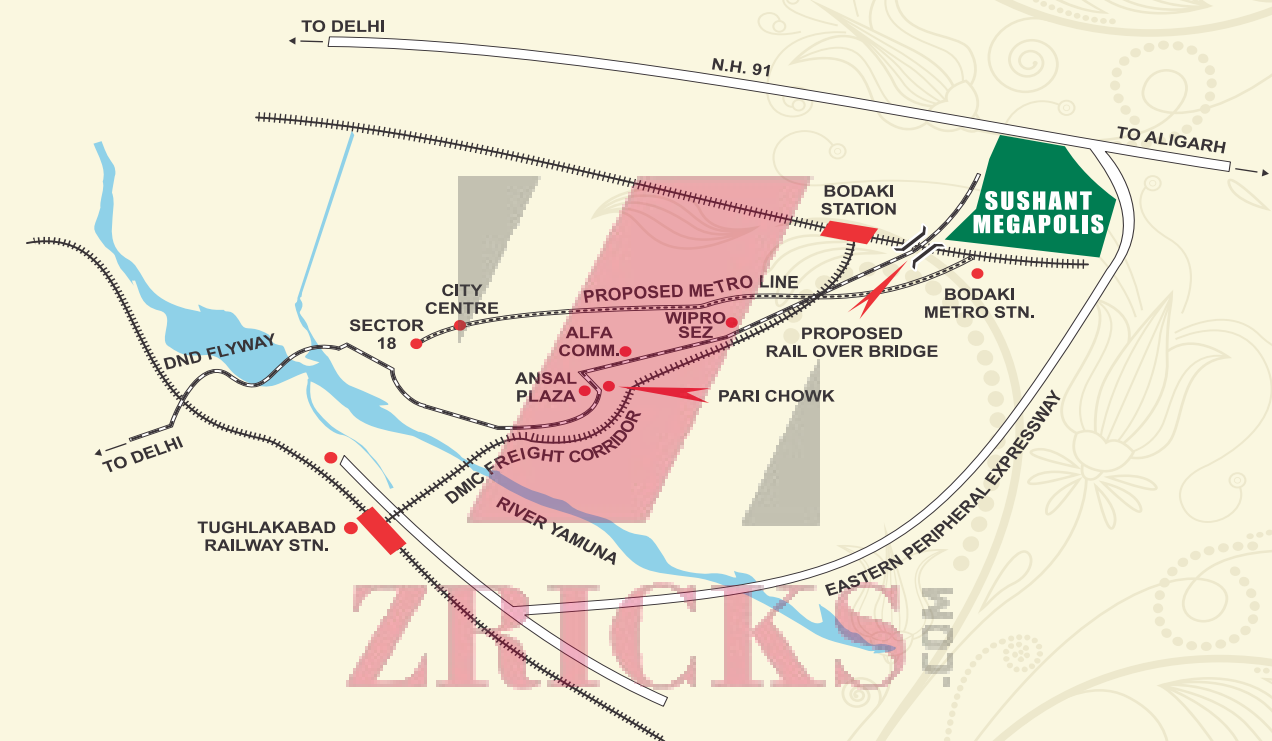 TO DELHI
N.H. 91
TO ALIGARH
BODAKI
STATION
SUSHANT
MEGAPOLIS
CITY
CENTRE
PROPOSED METRO LINE
BODAKI
METRO STN.
SECTOR
18
WIPRO
SEZ
ALFA
COMM.
PROPOSED
RAIL OVER BRIDGE
DND FLYWAY
ANSAL
PLAZA
PARI CHOWK
TO DELHI
DMIC FREIGHT CORRIDOR
RIVER YAMUNA
EASTERN PERIPHERAL EXPRESSWAY
TUGHLAKABAD
RAILWAY STN.
ZRICKS
.COM